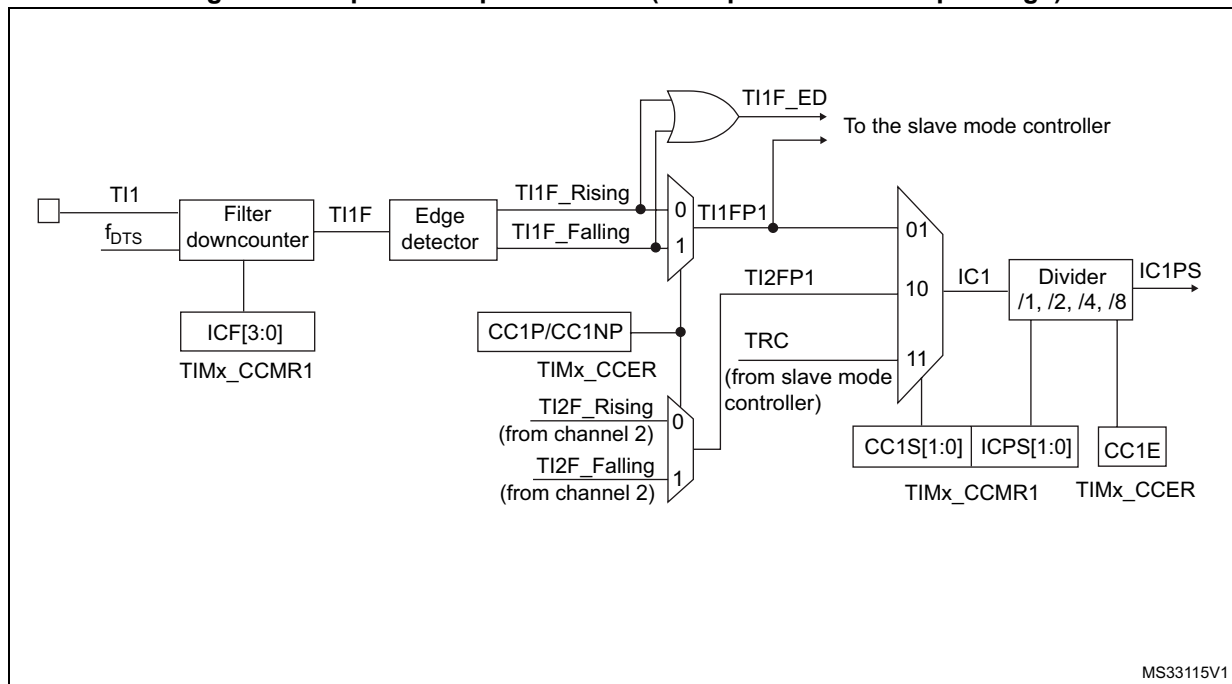 TI1F_ED
To the slave mode controller
TI1
TI1F_Rising
Filter
downcounter
TI1F
Edge
detector
0
TI1FP1
01
fDTS
TI1F_Falling
1
TI2FP1
10
IC1
Divider
/1, /2, /4, /8
IC1PS
ICF[3:0]
TIMx_CCMR1
CC1P/CC1NP
TIMx_CCER
TRC
11
(from slave mode
controller)
TI2F_Rising
0
(from channel 2)
TI2F_Falling
1
(from channel 2)
CC1S[1:0]
ICPS[1:0]
CC1E
TIMx_CCMR1
TIMx_CCER
MS33115V1